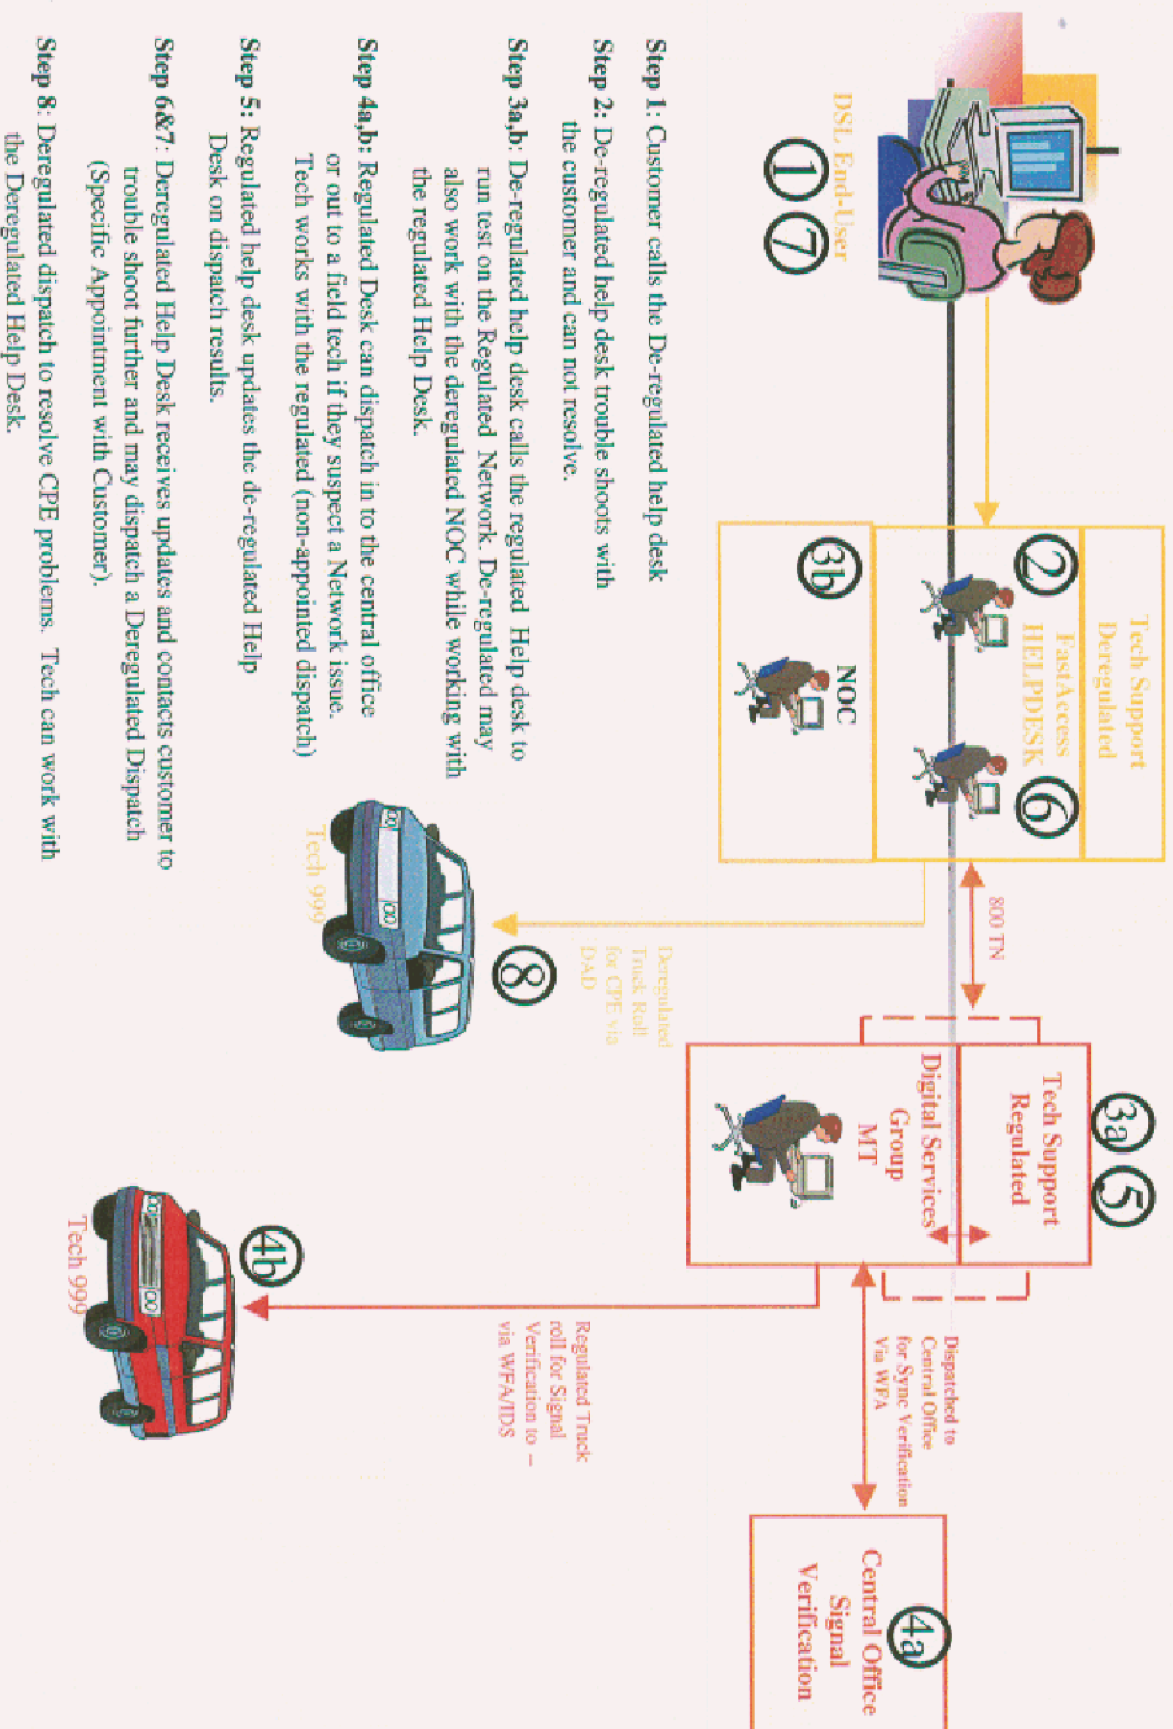 DSL End-User
1
7
Tech Support
Deregulated
2
FastAccess
HELPDESK
6
3b
NOC
800 TN
3a
5
Tech Support
Regulated
Digital Services
Group
MT
Dispatched to
Central Office
for Sync Verification
Via WFA
4a
Central Office
Signal
Verification
Deregulated
Truck Roll
for CPE via
DAD
8
Tech 999
Regulated Truck
roll for Signal
Verification to –
via WFA/IDS
4b
Tech 999
Step 1: Customer calls the De-regulated help desk
Step 2: De-regulated help desk trouble shoots with
the customer and can not resolve.
Step 3a,b: De-regulated help desk calls the regulated Help desk to
run test on the Regulated Network. De-regulated may
also work with the deregulated NOC while working with
the regulated Help Desk.
Step 4a,b: Regulated Desk can dispatch in to the central office
or out to a field tech if they suspect a Network issue.
Tech works with the regulated (non-appointed dispatch)
Step 5: Regulated help desk updates the de-regulated Help
Desk on dispatch results.
Step 6&7: Deregulated Help Desk receives updates and contacts customer to
trouble shoot further and may dispatch a Deregulated Dispatch
(Specific Appointment with Customer).
Step 8: Deregulated dispatch to resolve CPE problems. Tech can work with
the Deregulated Help Desk.